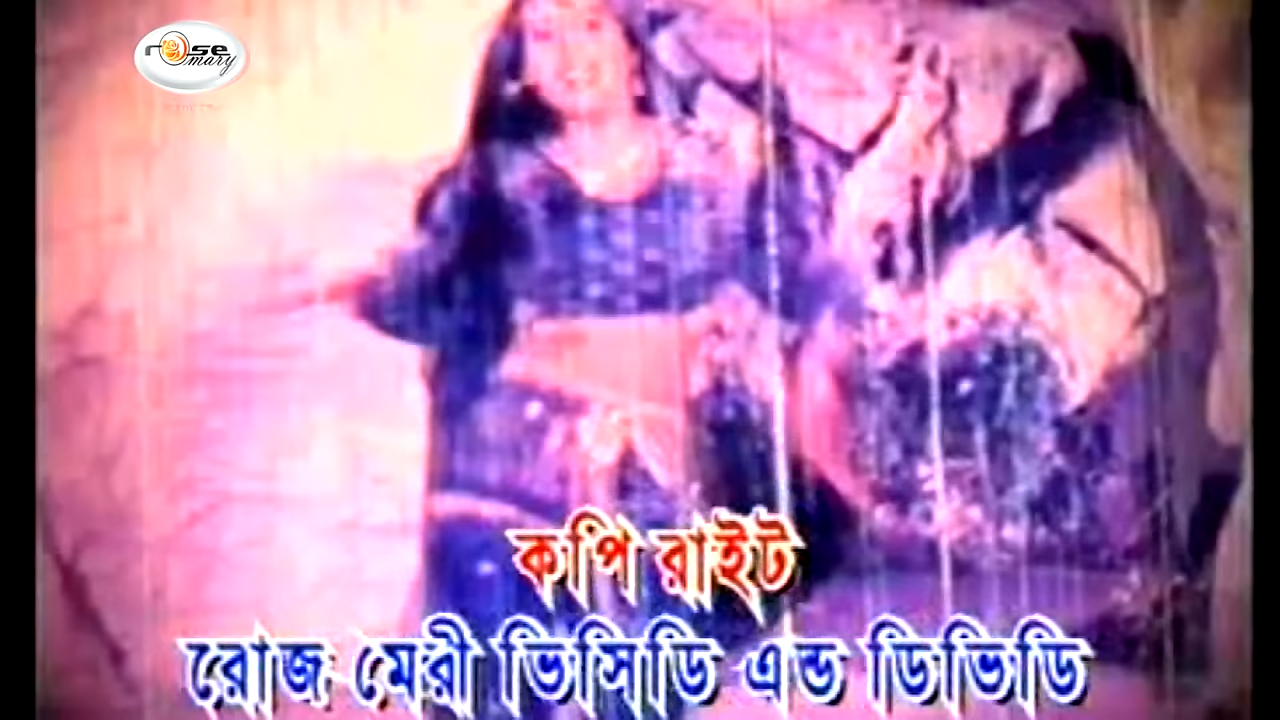 rose
mary
কপি রাইট
রোজ মেরী ভিসিডি এন্ড ডিভিডি